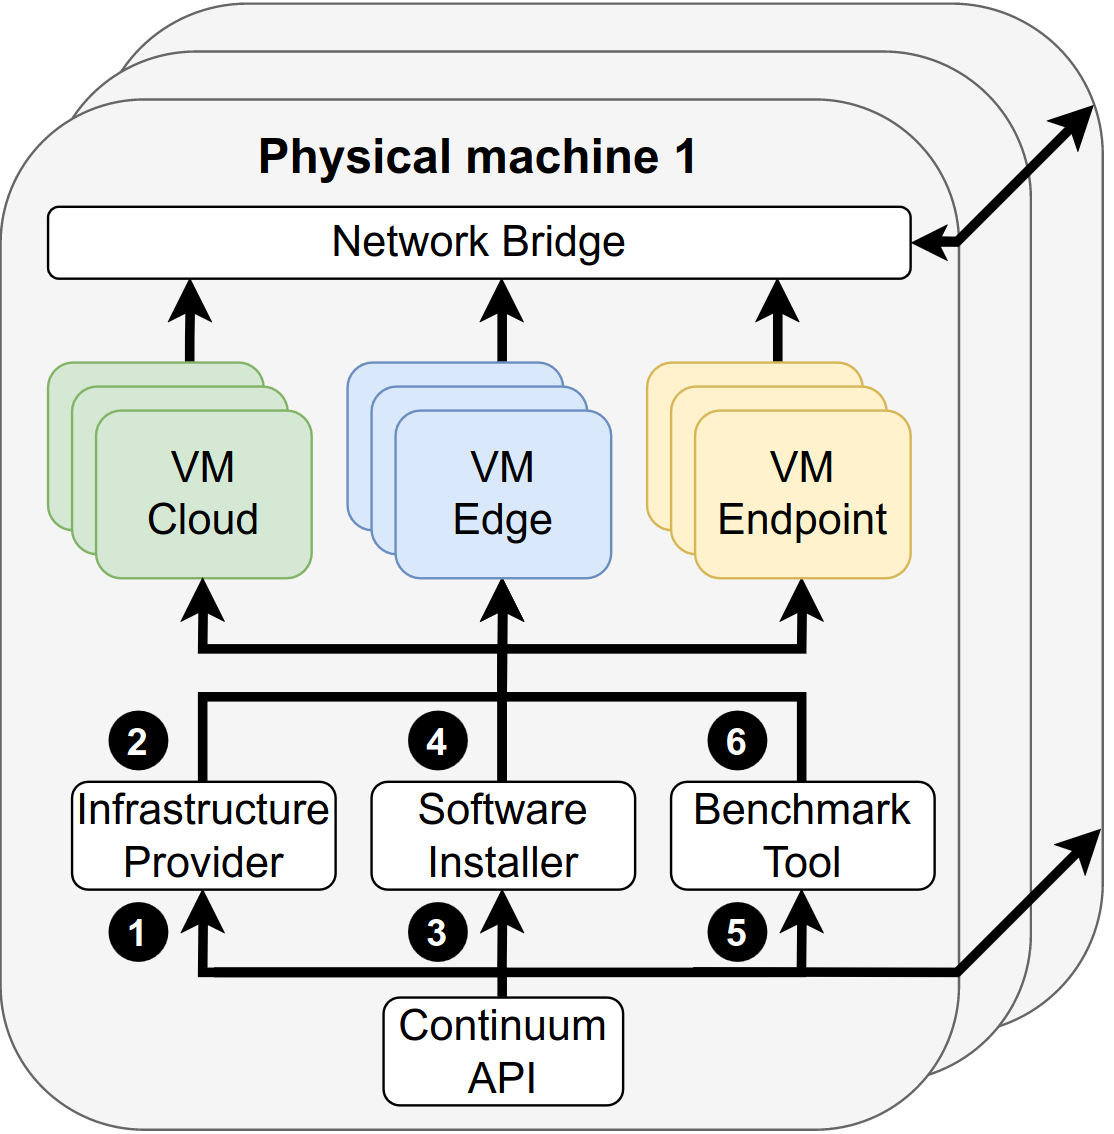 Physical machine 1
Network Bridge
VM
Cloud
VM
Edge
VM
Endpoint
2
4
6
Infrastructure
Provider
Software
Installer
Benchmark
Tool
1
3
5
Continuum
API